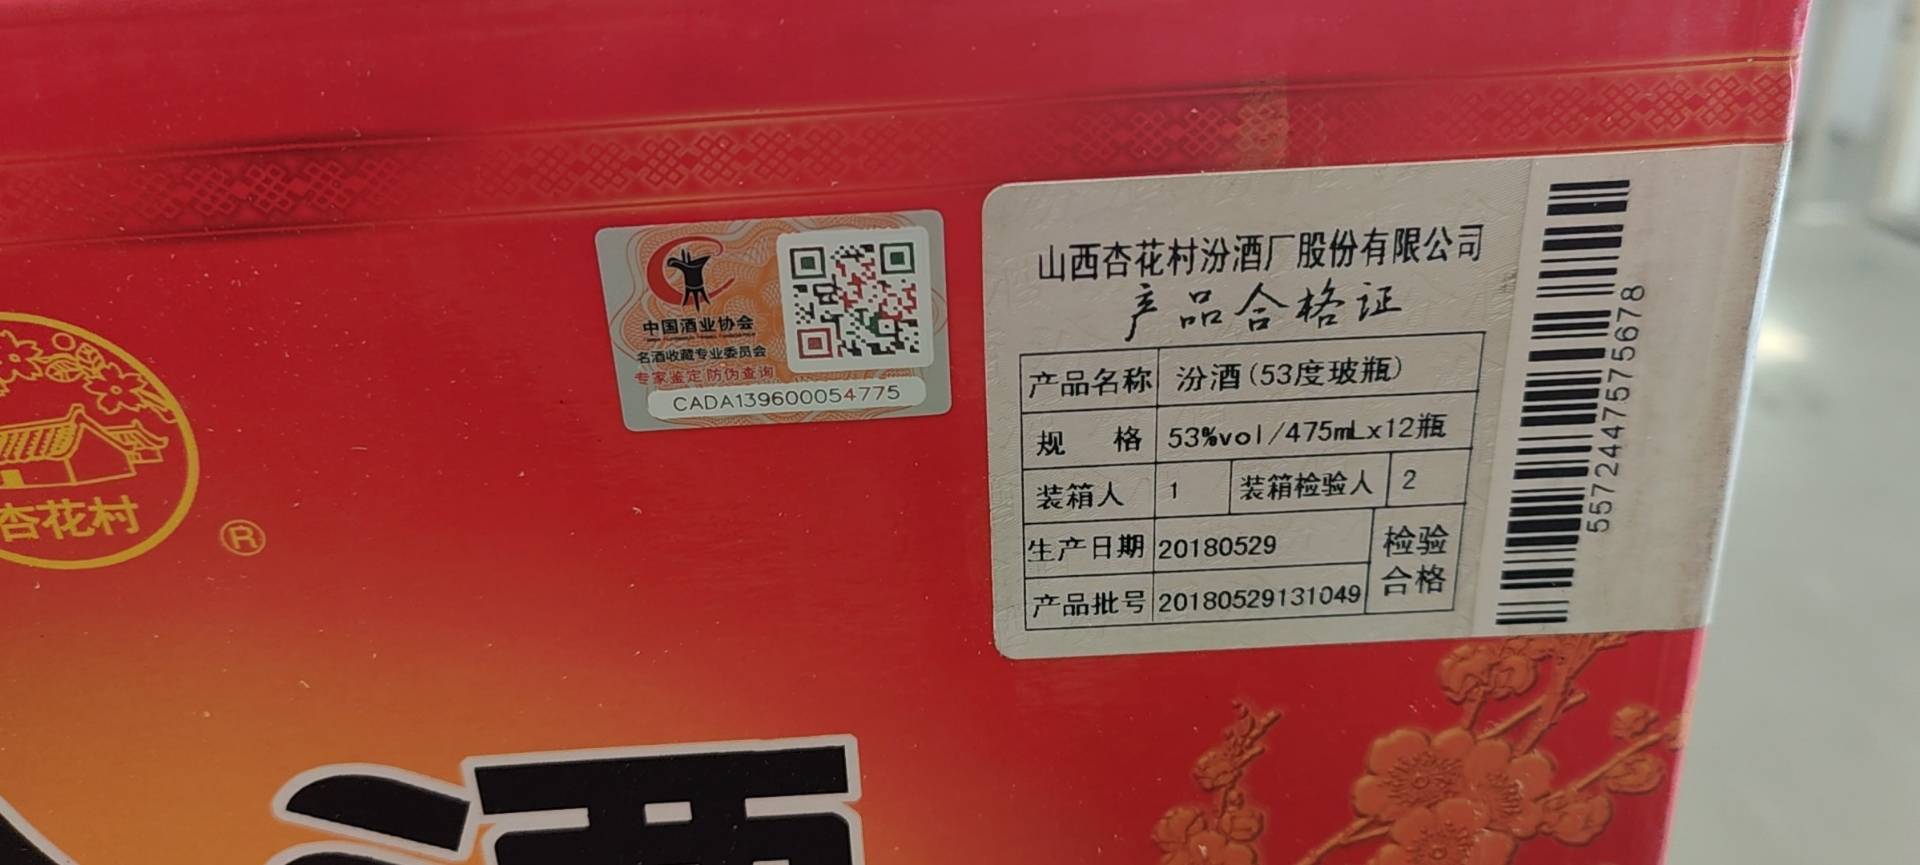 中国酒业协会
名酒收藏专业委员会
专家鉴定 防伪查询
CADA139600054775
杏花村
®
山西杏花村汾酒厂股份有限公司
产品合格证
产品名称 汾酒(53度玻瓶)
规 格 53%vol/475mLx12瓶
装箱人 1 装箱检验人 2
生产日期 20180529 检验
产品批号 20180529131049 合格
5572447575678
酒